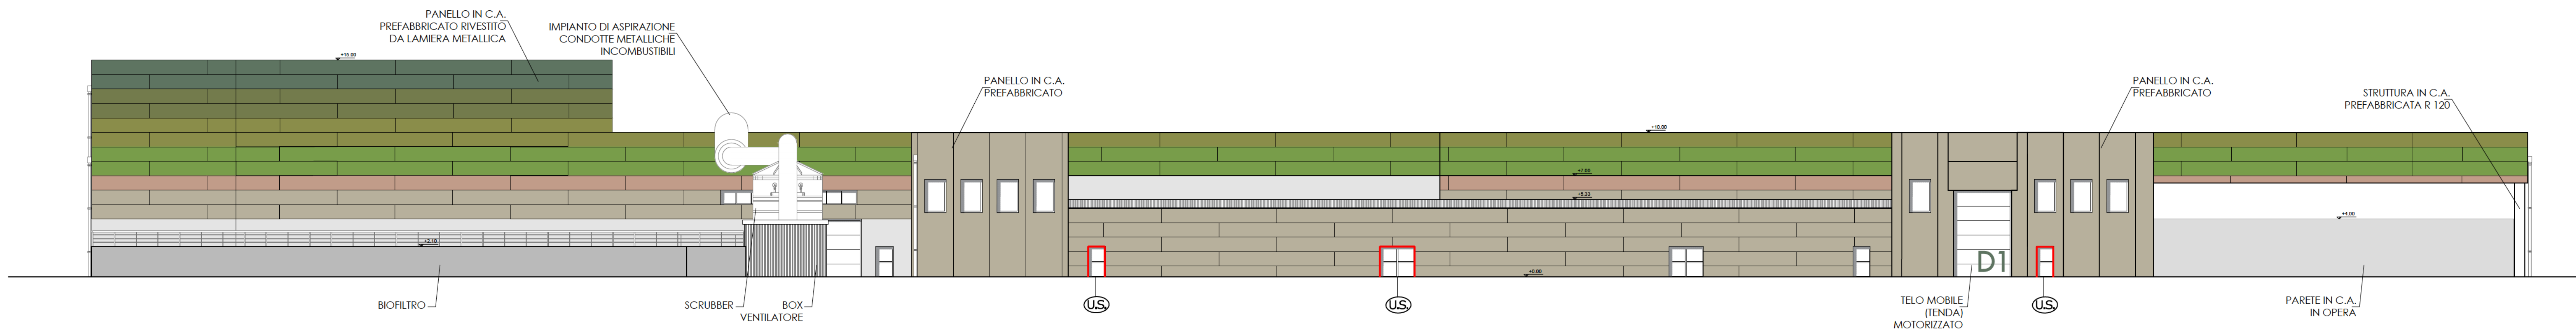 PANELLO IN C.A.
PREFABBRICATO RIVESTITO
DA LAMIERA METALLICA
IMPIANTO DI ASPIRAZIONE
CONDOTTE METALLICHE
INCOMBUSTIBILI
+15.00
PANELLO IN C.A.
PREFABBRICATO
PANELLO IN C.A.
PREFABBRICATO
STRUTTURA IN C.A.
PREFABBRICATA R 120
+10.00
+7.00
+5.33
+4.00
+2.10
+0.00
D1
BIOFILTRO
SCRUBBER
BOX
VENTILATORE
U.S.
U.S.
TELO MOBILE
(TENDA)
MOTORIZZATO
U.S.
PARETE IN C.A.
IN OPERA